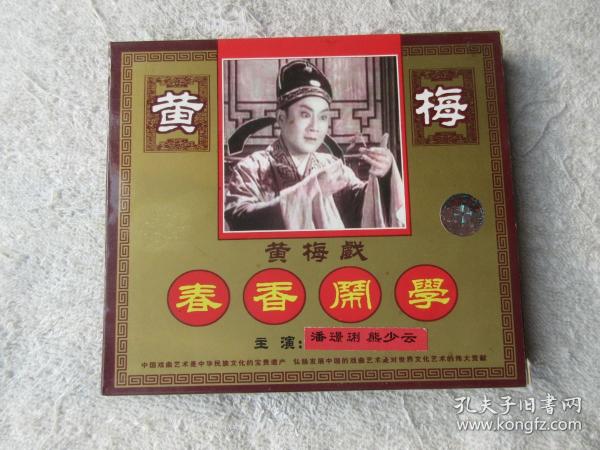 黄 梅
黄梅戲
春香鬧學
主演：潘璟琍 熊少云
中国戏曲艺术是中华民族文化的宝贵遗产 弘扬发展中国的戏曲艺术是对世界文化艺术的伟大贡献
孔夫子旧书网
www.kongfz.com